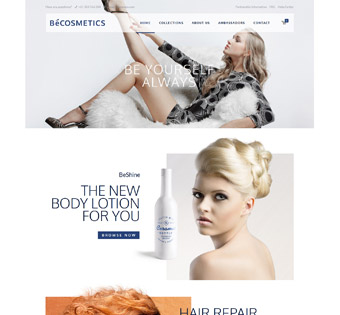 BéCOSMETICS
HOME COLLECTIONS ABOUT US AMBASSADORS CONTACT
BE YOURSELF
ALWAYS
BeShine
THE NEW
BODY LOTION
FOR YOU
BROWSE NOW
HAIR REPAIR